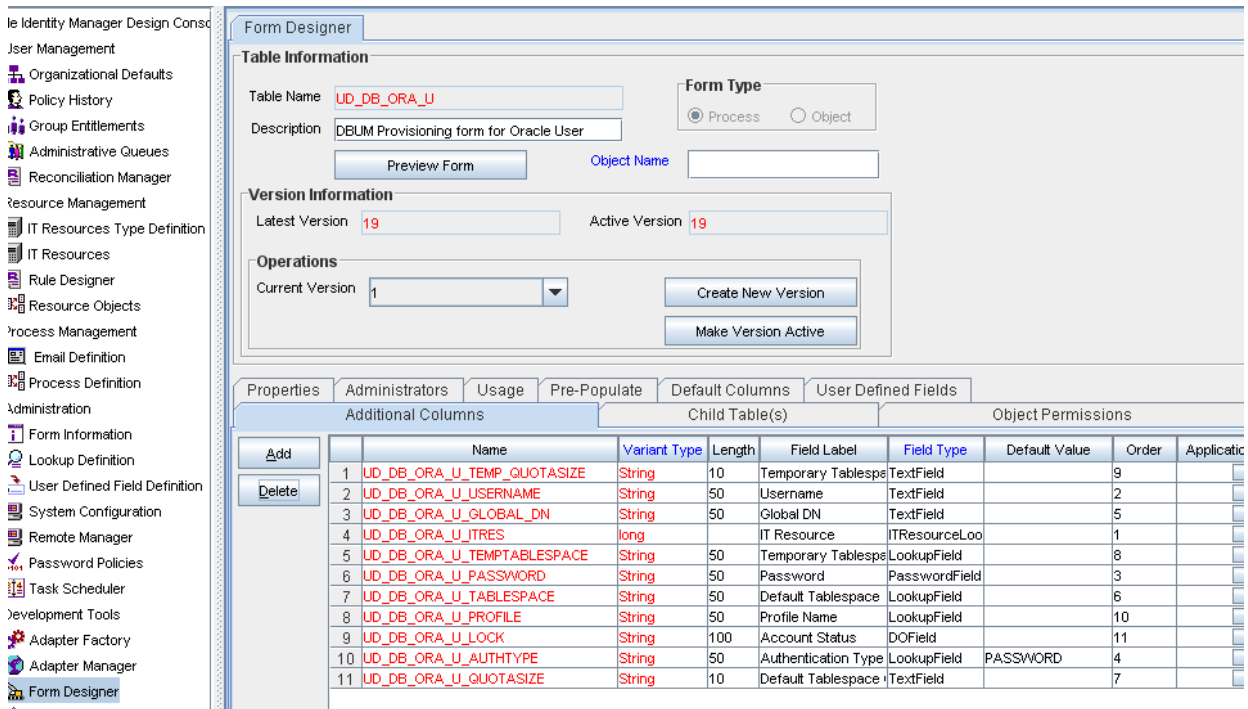 le Identity Manager Design Conso
User Management
Organizational Defaults
Policy History
Group Entitlements
Administrative Queues
Reconciliation Manager
Resource Management
IT Resources Type Definition
IT Resources
Rule Designer
Resource Objects
Process Management
Email Definition
Process Definition
Administration
Form Information
Lookup Definition
User Defined Field Definition
System Configuration
Remote Manager
Password Policies
Task Scheduler
Development Tools
Adapter Factory
Adapter Manager
Form Designer
Form Designer
Table Information
Table Name UD_DB_ORA_U
Description DBUM Provisioning form for Oracle User
Preview Form
Form Type
Process Object
Object Name
Version Information
Latest Version 19 Active Version 19
Operations
Current Version 1
Create New Version
Make Version Active
Properties Administrators Usage Pre-Populate Default Columns User Defined Fields
Additional Columns Child Table(s) Object Permissions
Add
Delete
Name Variant Type Length Field Label Field Type Default Value Order Applicatio
1 UD_DB_ORA_U_TEMP_QUOTASIZE String 10 Temporary Tablespa TextField 9
2 UD_DB_ORA_U_USERNAME String 50 Username TextField 2
3 UD_DB_ORA_U_GLOBAL_DN String 50 Global DN TextField 5
4 UD_DB_ORA_U_ITRES long IT Resource ITResourceLoo 1
5 UD_DB_ORA_U_TEMPTABLESPACE String 50 Temporary Tablespa LookupField 8
6 UD_DB_ORA_U_PASSWORD String 50 Password PasswordField 3
7 UD_DB_ORA_U_TABLESPACE String 50 Default Tablespace LookupField 6
8 UD_DB_ORA_U_PROFILE String 50 Profile Name LookupField 10
9 UD_DB_ORA_U_LOCK String 100 Account Status DOField 11
10 UD_DB_ORA_U_AUTHTYPE String 50 Authentication Type LookupField PASSWORD 4
11 UD_DB_ORA_U_QUOTASIZE String 10 Default Tablespace TextField 7